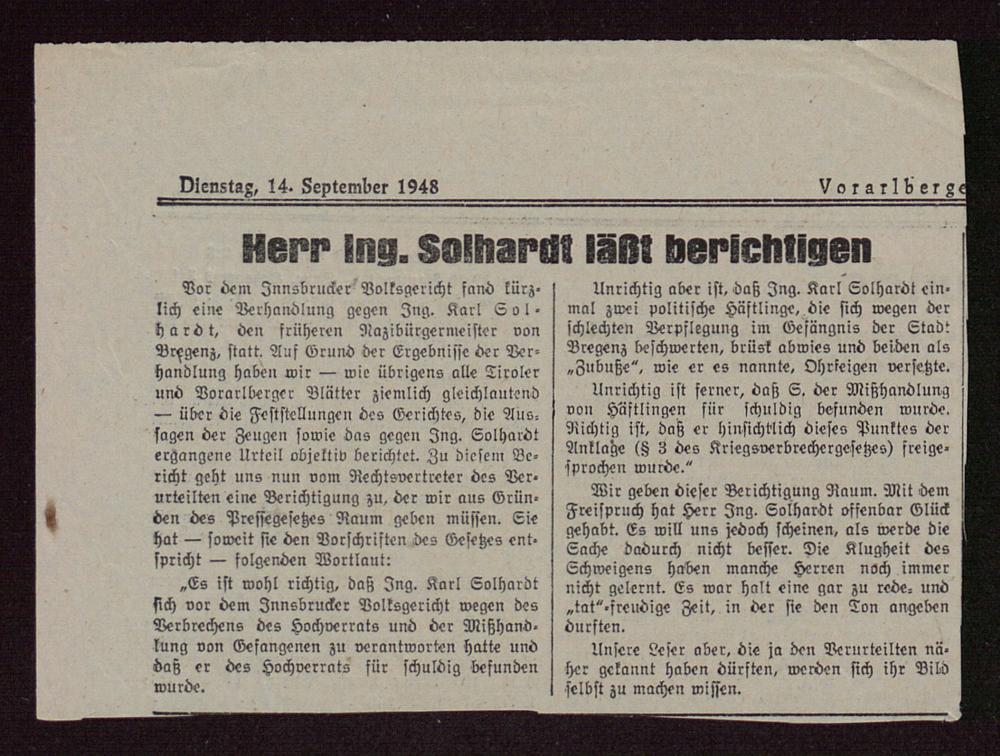 Dienstag, 14. September 1948
Vorarlberge
Herr Ing. Solhardt läßt berichtigen
Vor dem Innsbrucker Volksgericht fand kürz-
lich eine Verhandlung gegen Ing. Karl Sol-
hardt, den früheren Nazibürgermeister von
Bregenz, statt. Auf Grund der Ergebnisse der Ver-
handlung haben wir — wie übrigens alle Tiroler
und Vorarlberger Blätter ziemlich gleichlautend
— über die Feststellungen des Gerichtes, die Aus-
sagen der Zeugen sowie das gegen Ing. Solhardt
ergangene Urteil objektiv berichtet. Zu diesem Be-
richt geht uns nun vom Rechtsvertreter des Ver-
urteilten eine Berichtigung zu, der wir aus Grün-
den des Pressegesetzes Raum geben müssen. Sie
hat — soweit sie den Vorschriften des Gesetzes ent-
spricht — folgenden Wortlaut:
„Es ist wohl richtig, daß Ing. Karl Solhardt
sich vor dem Innsbrucker Volksgericht wegen des
Verbrechens des Hochverrats und der Mißhand-
lung von Gefangenen zu verantworten hatte und
daß er des Hochverrats für schuldig befunden
wurde.
Unrichtig aber ist, daß Ing. Karl Solhardt ein-
mal zwei politische Häftlinge, die sich wegen der
schlechten Verpflegung im Gefängnis der Stadt
Bregenz beschwerten, brüsk abwies und beiden als
„Zubuße“, wie er es nannte, Ohrfeigen versetzte.
Unrichtig ist ferner, daß S. der Mißhandlung
von Häftlingen für schuldig befunden wurde.
Richtig ist, daß er hinsichtlich dieses Punktes der
Anklage (§ 3 des Kriegsverbrechergesetzes) freige-
sprochen wurde.“
Wir geben dieser Berichtigung Raum. Mit dem
Freispruch hat Herr Ing. Solhardt offenbar Glück
gehabt. Es will uns jedoch scheinen, als werde die
Sache dadurch nicht besser. Die Klugheit des
Schweigens haben manche Herren noch immer
nicht gelernt. Es war halt eine gar zu rede- und
„tat“-freudige Zeit, in der sie den Ton angeben
durften.
Unsere Leser aber, die ja den Verurteilten nä-
her gekannt haben dürften, werden sich ihr Bild
selbst zu machen wissen.